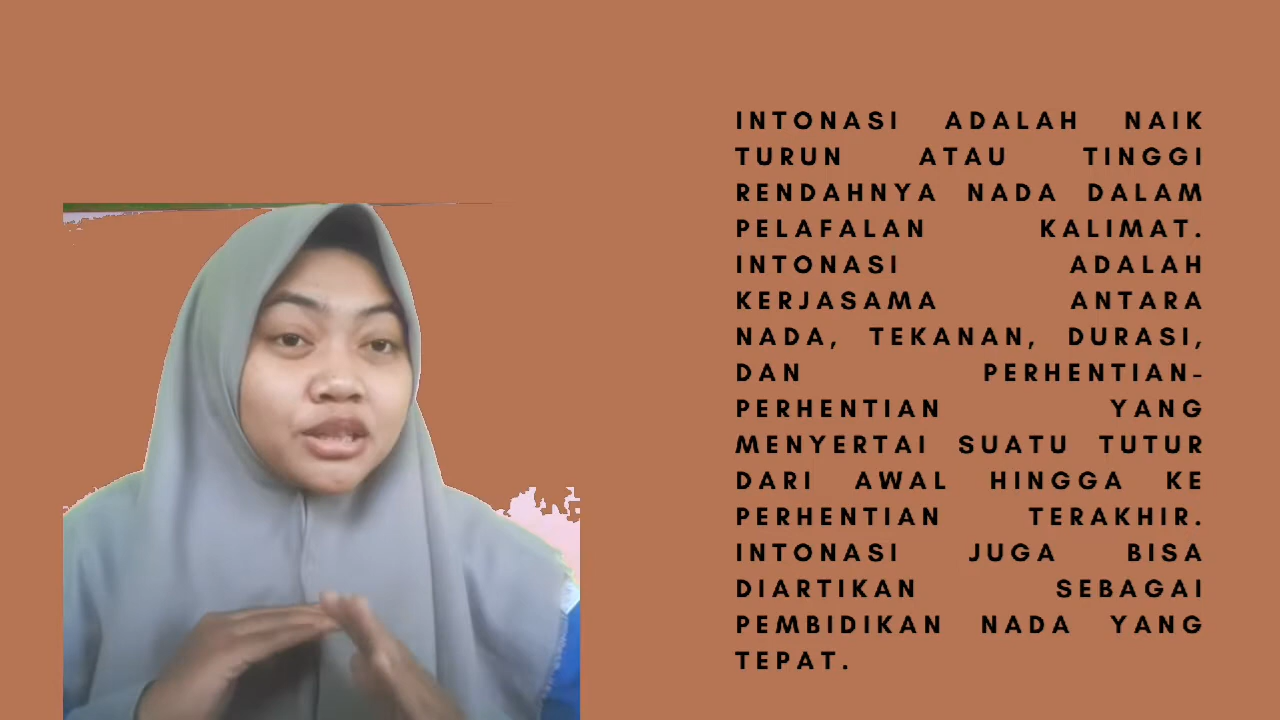 INTONASI ADALAH NAIK
TURUN ATAU TINGGI
RENDAHNYA NADA DALAM
PELAFALAN KALIMAT.
INTONASI ADALAH
KERJASAMA ANTARA
NADA, TEKANAN, DURASI,
DAN PERHENTIAN-
PERHENTIAN YANG
MENYERTAI SUATU TUTUR
DARI AWAL HINGGA KE
PERHENTIAN TERAKHIR.
INTONASI JUGA BISA
DIARTIKAN SEBAGAI
PEMBIDIKAN NADA YANG
TEPAT.